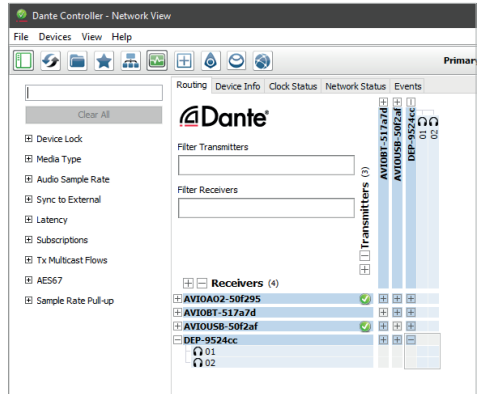 Dante Controller - Network View
File Devices View Help
Primary
Clear All
Device Lock
Media Type
Audio Sample Rate
Sync to External
Latency
Subscriptions
Tx Multicast Flows
AES67
Sample Rate Pull-up
Routing Device Info Clock Status Network Status Events
Dante®
Filter Transmitters
Filter Receivers
Transmitters (3)
AVIOBT-517a7d
AVIOUSB-50f2af
DEP-9524cc
01
02
Receivers (4)
AVIOAO2-50f295
AVIOBT-517a7d
AVIOUSB-50f2af
DEP-9524cc
01
02